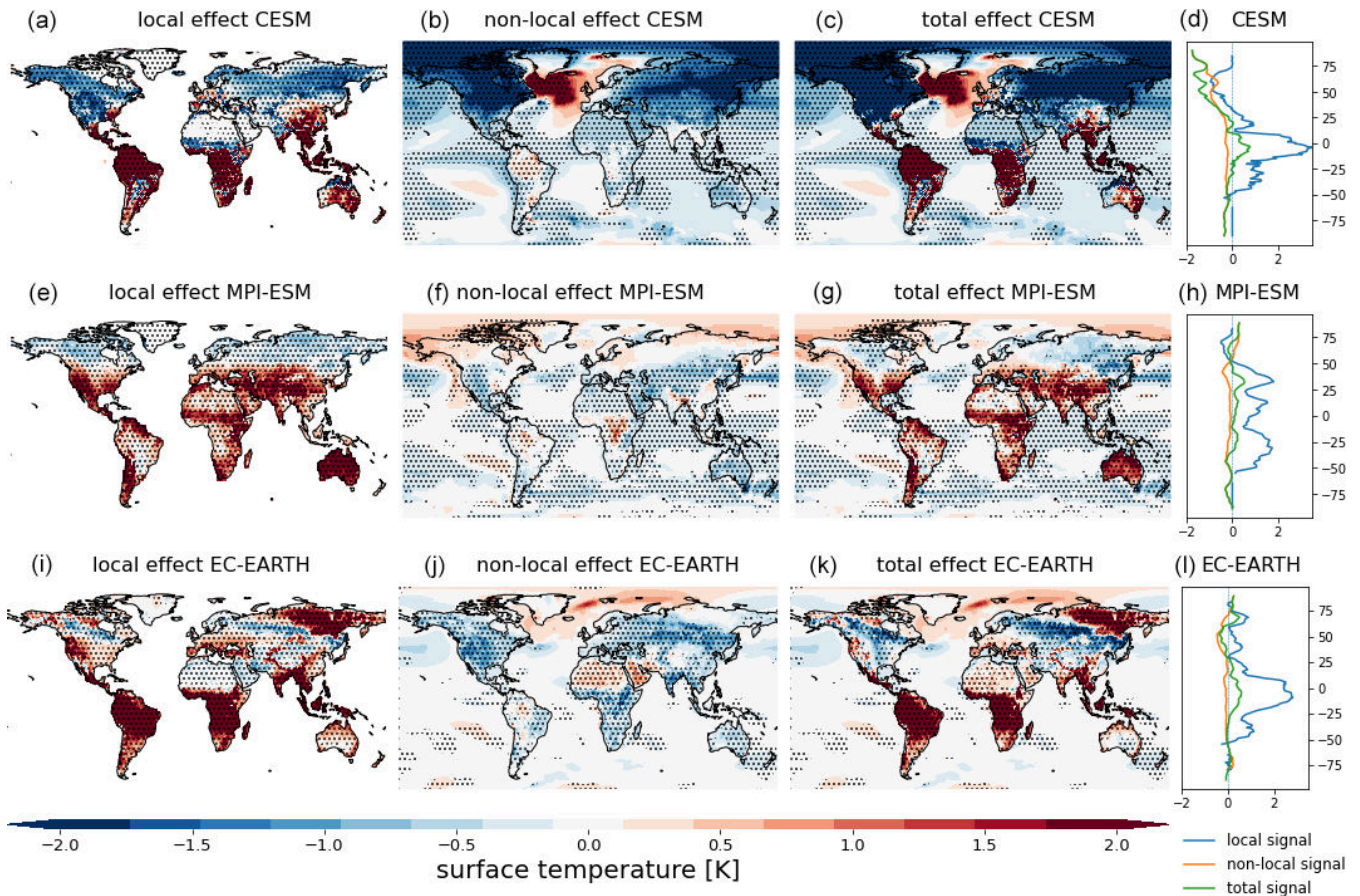 (a) local effect CESM (b) non-local effect CESM (c) total effect CESM (d) CESM
75
50
25
0
−25
−50
−75
−2 0 2
(e) local effect MPI-ESM (f) non-local effect MPI-ESM (g) total effect MPI-ESM (h) MPI-ESM
75
50
25
0
−25
−50
−75
−2 0 2
(i) local effect EC-EARTH (j) non-local effect EC-EARTH (k) total effect EC-EARTH (l) EC-EARTH
75
50
25
0
−25
−50
−75
−2 0 2
−2.0 −1.5 −1.0 −0.5 0.0 0.5 1.0 1.5 2.0
surface temperature [K]
local signal
non-local signal
total signal